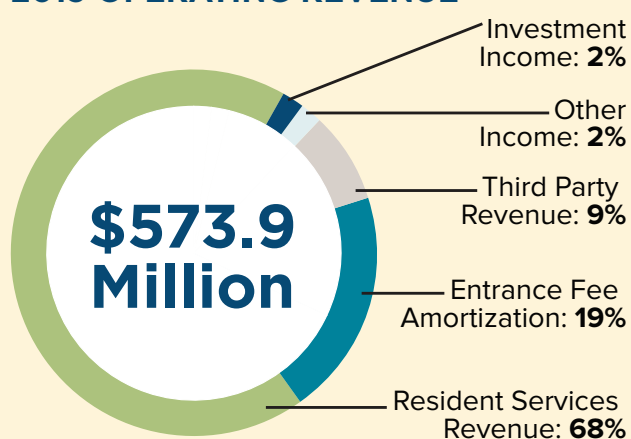 Investment
Income: 2%
Other
Income: 2%
Third Party
Revenue: 9%
$573.9
Million
Entrance Fee
Amortization: 19%
Resident Services
Revenue: 68%